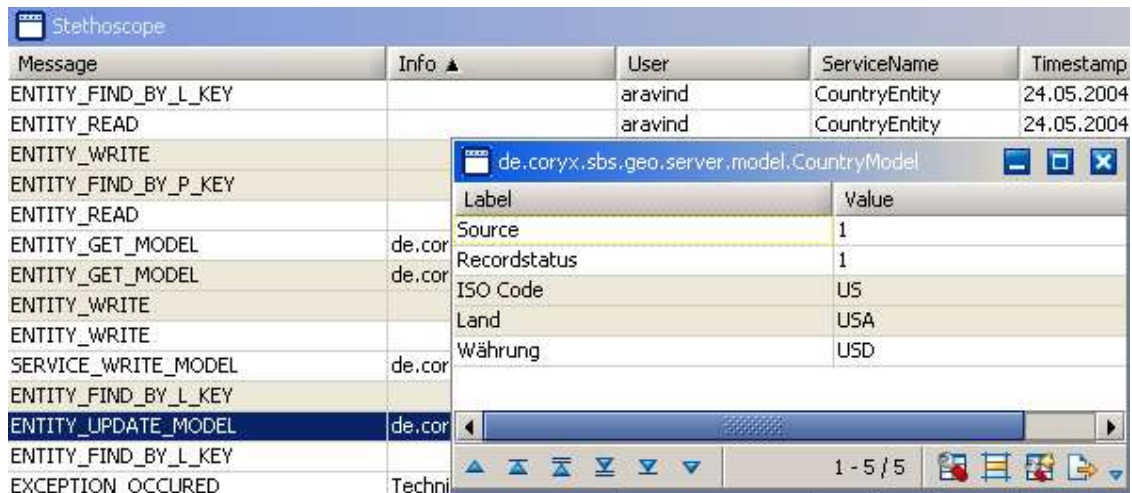 Stethoscope
Message Info ▲ User ServiceName Timestamp
ENTITY_FIND_BY_L_KEY aravind CountryEntity 24.05.2004
ENTITY_READ aravind CountryEntity 24.05.2004
ENTITY_WRITE
ENTITY_FIND_BY_P_KEY
ENTITY_READ
ENTITY_GET_MODEL de.cor
ENTITY_GET_MODEL de.cor
ENTITY_WRITE
ENTITY_WRITE
SERVICE_WRITE_MODEL de.cor
ENTITY_FIND_BY_L_KEY
ENTITY_UPDATE_MODEL de.cor
ENTITY_FIND_BY_L_KEY
EXCEPTION_OCCURED Techni
de.coryx.sbs.geo.server.model.CountryModel
Label Value
Source 1
Recordstatus 1
ISO Code US
Land USA
Währung USD
1 - 5 / 5